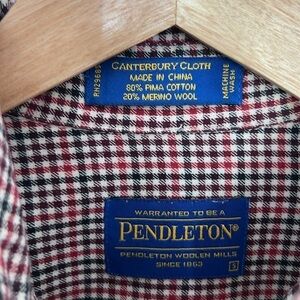 CANTERBURY CLOTH
MADE IN CHINA
80% PIMA COTTON
20% MERINO WOOL
MACHINE
WASH
WARRANTED TO BE A
PENDLETON®
PENDLETON WOOLEN MILLS
SINCE 1863
S